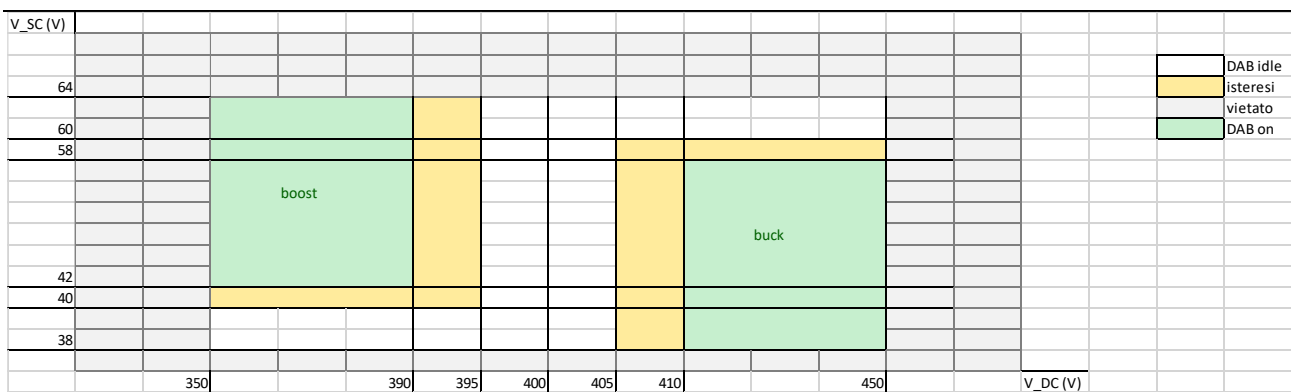 V_SC (V)
DAB idle
64
isteresi
vietato
60
DAB on
58
boost
buck
42
40
38
350 390 395 400 405 410 450 V_DC (V)